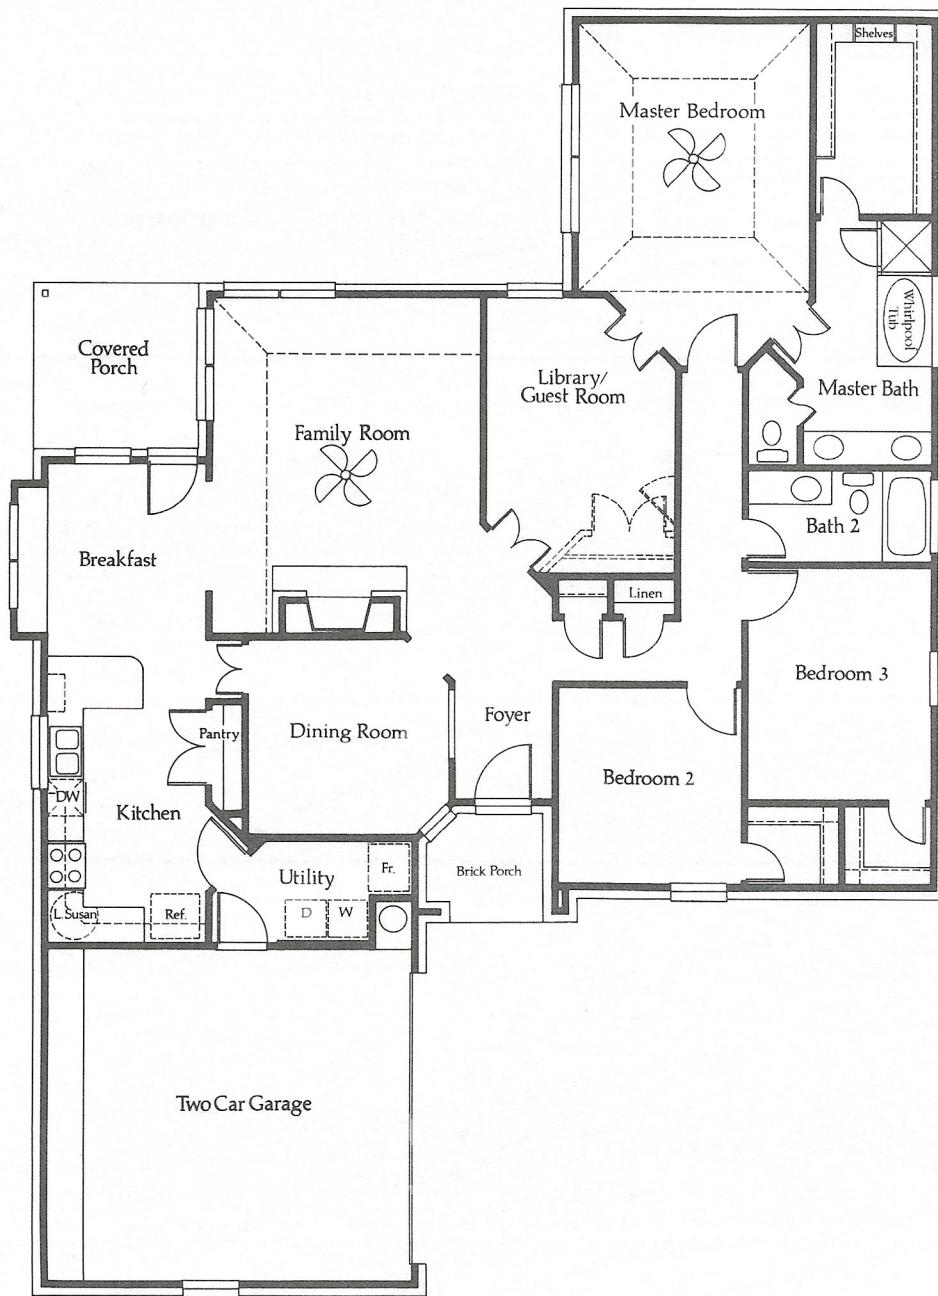 Shelves
Master Bedroom
Whirlpool
Tub
Covered
Porch
Library/
Guest Room
Master Bath
Family Room
Bath 2
Breakfast
Linen
Bedroom 3
Foyer
Pantry
Dining Room
Bedroom 2
DW
Kitchen
Utility
Fr.
Brick Porch
L. Susan
Ref.
D
W
Two Car Garage